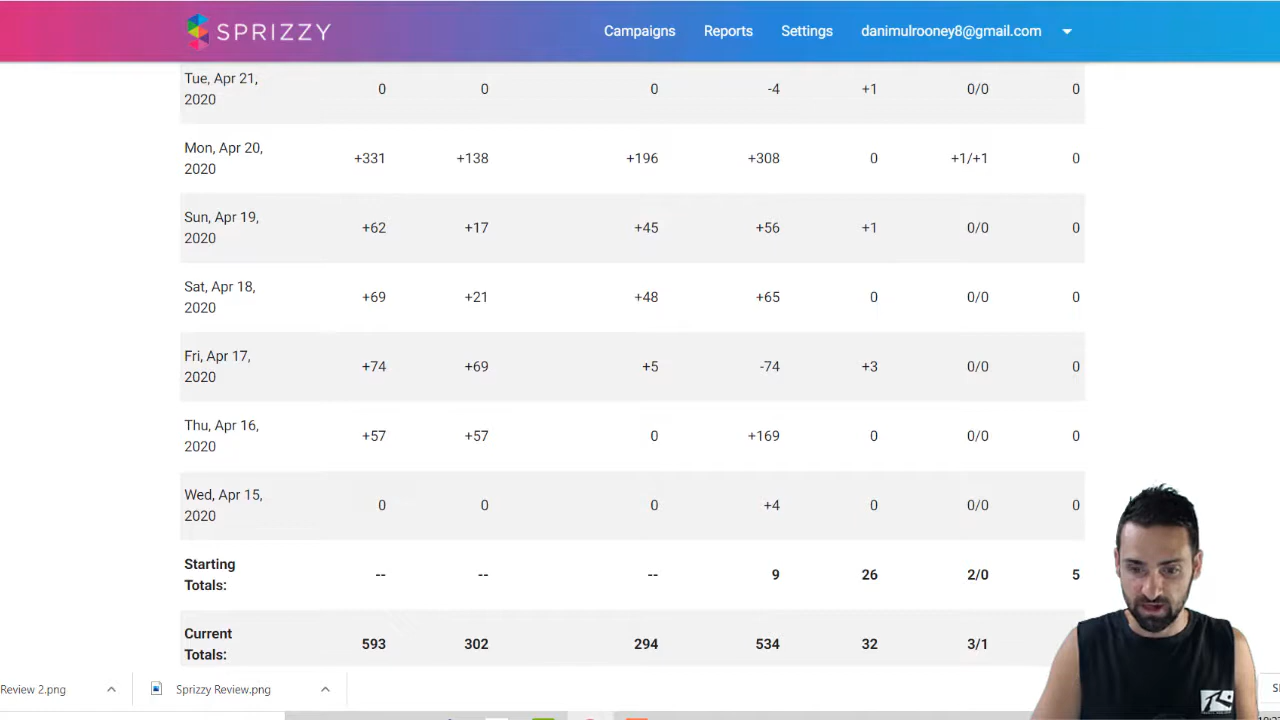 SPRIZZY
Campaigns Reports Settings danimulrooney8@gmail.com
Tue, Apr 21, 2020 0 0 0 -4 +1 0/0 0
Mon, Apr 20, 2020 +331 +138 +196 +308 0 +1/+1 0
Sun, Apr 19, 2020 +62 +17 +45 +56 +1 0/0 0
Sat, Apr 18, 2020 +69 +21 +48 +65 0 0/0 0
Fri, Apr 17, 2020 +74 +69 +5 -74 +3 0/0 0
Thu, Apr 16, 2020 +57 +57 0 +169 0 0/0 0
Wed, Apr 15, 2020 0 0 0 +4 0 0/0 0
Starting Totals: -- -- -- 9 26 2/0 5
Current Totals: 593 302 294 534 32 3/1
Review 2.png Sprizzy Review.png